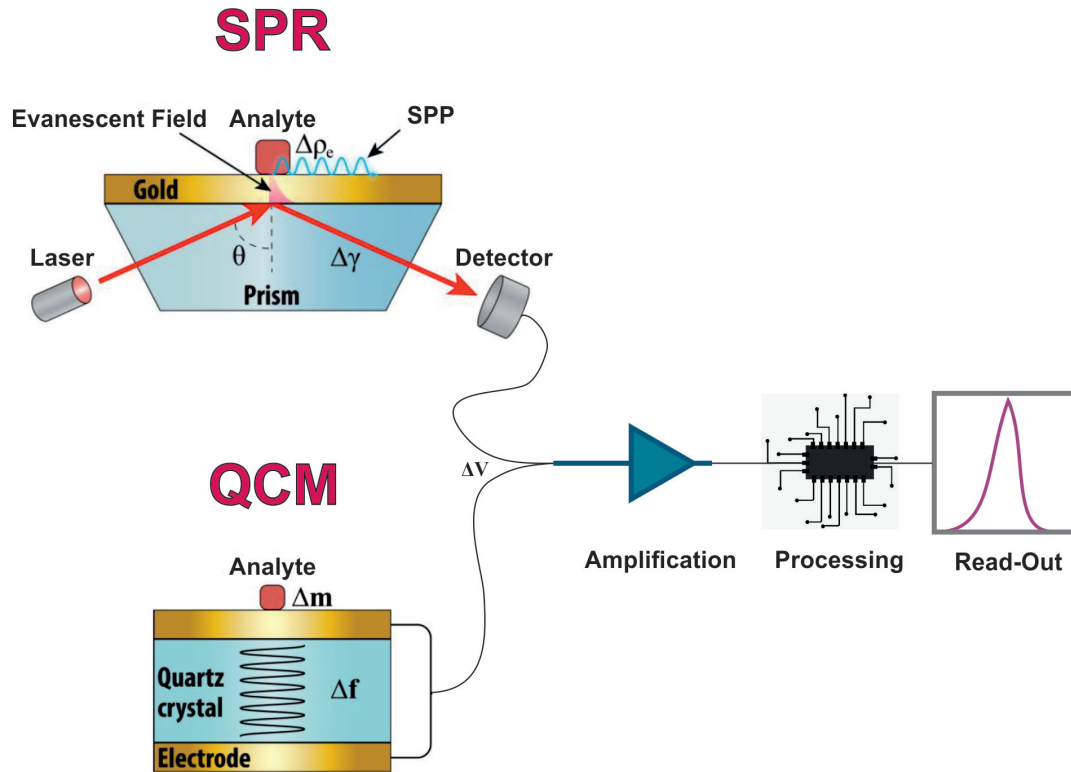 SPR
Evanescent Field
Analyte
SPP
Δρe
Gold
Laser
θ
Δγ
Detector
Prism
ΔV
QCM
Amplification
Processing
Read-Out
Analyte
Δm
Quartz
crystal
Δf
Electrode